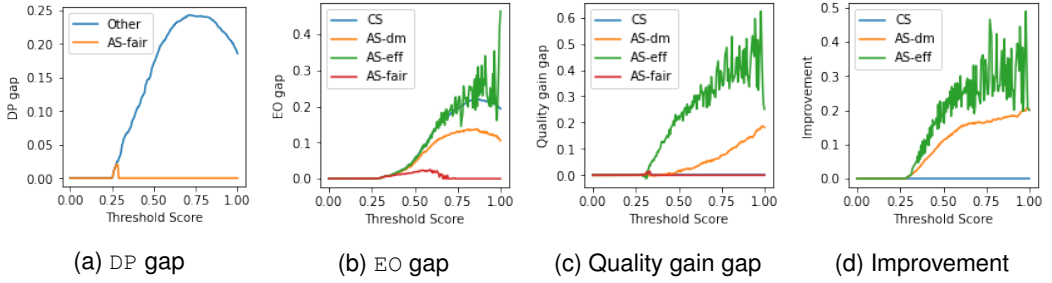 Other
AS-fair
DP gap
0.25
0.20
0.15
0.10
0.05
0.00
0.00 0.25 0.50 0.75 1.00
Threshold Score
(a) DP gap
CS
AS-dm
AS-eff
AS-fair
EO gap
0.4
0.3
0.2
0.1
0.0
0.00 0.25 0.50 0.75 1.00
Threshold Score
(b) EO gap
CS
AS-dm
AS-eff
AS-fair
Quality gain gap
0.6
0.5
0.4
0.3
0.2
0.1
0.0
0.00 0.25 0.50 0.75 1.00
Threshold Score
(c) Quality gain gap
CS
AS-dm
AS-eff
Improvement
0.5
0.4
0.3
0.2
0.1
0.0
0.00 0.25 0.50 0.75 1.00
Threshold Score
(d) Improvement